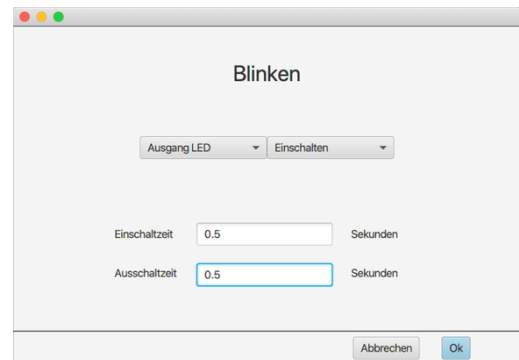 Blinken
Ausgang LED Einschalten
Einschaltzeit 0.5 Sekunden
Ausschaltzeit 0.5 Sekunden
Abbrechen Ok